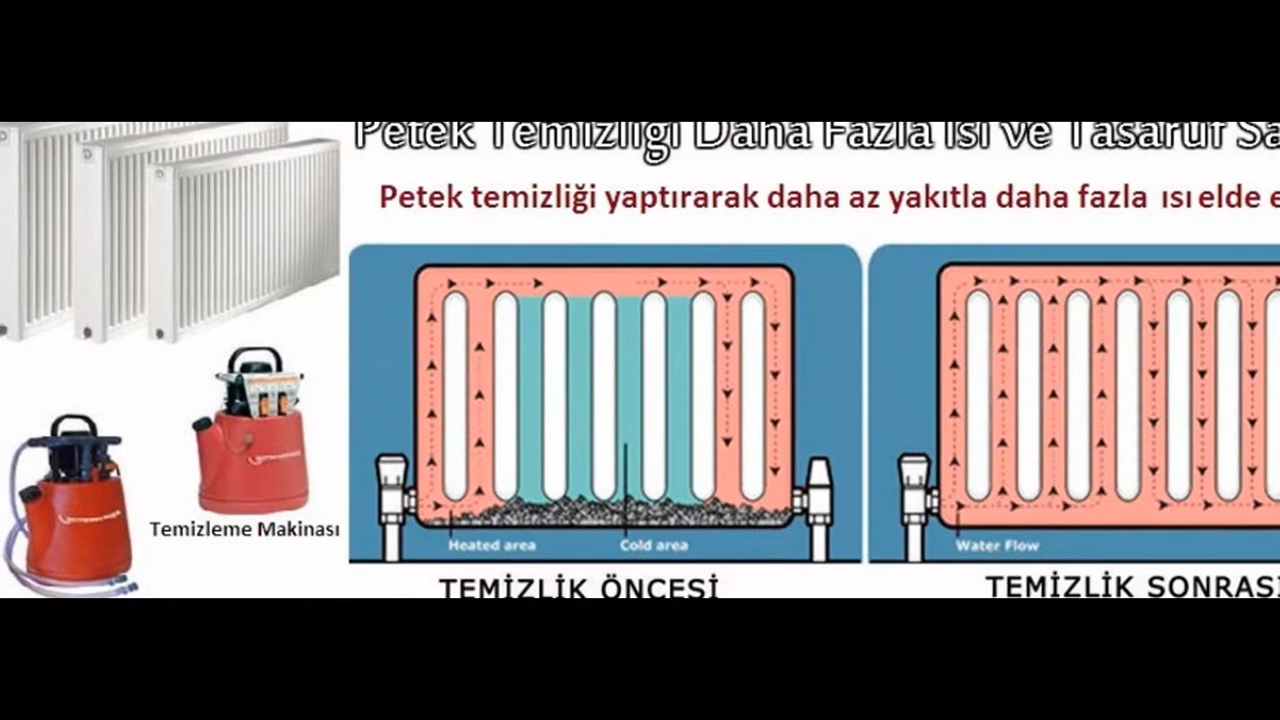 Petek Temizliği Daha Fazla Isı ve Tasaruf
Petek temizliği yaptırarak daha az yakıtla daha fazla ısı elde
Temizleme Makinası
Heated area
Cold area
Water Flow
TEMİZLİK ÖNCESİ
TEMİZLİK SONRASI